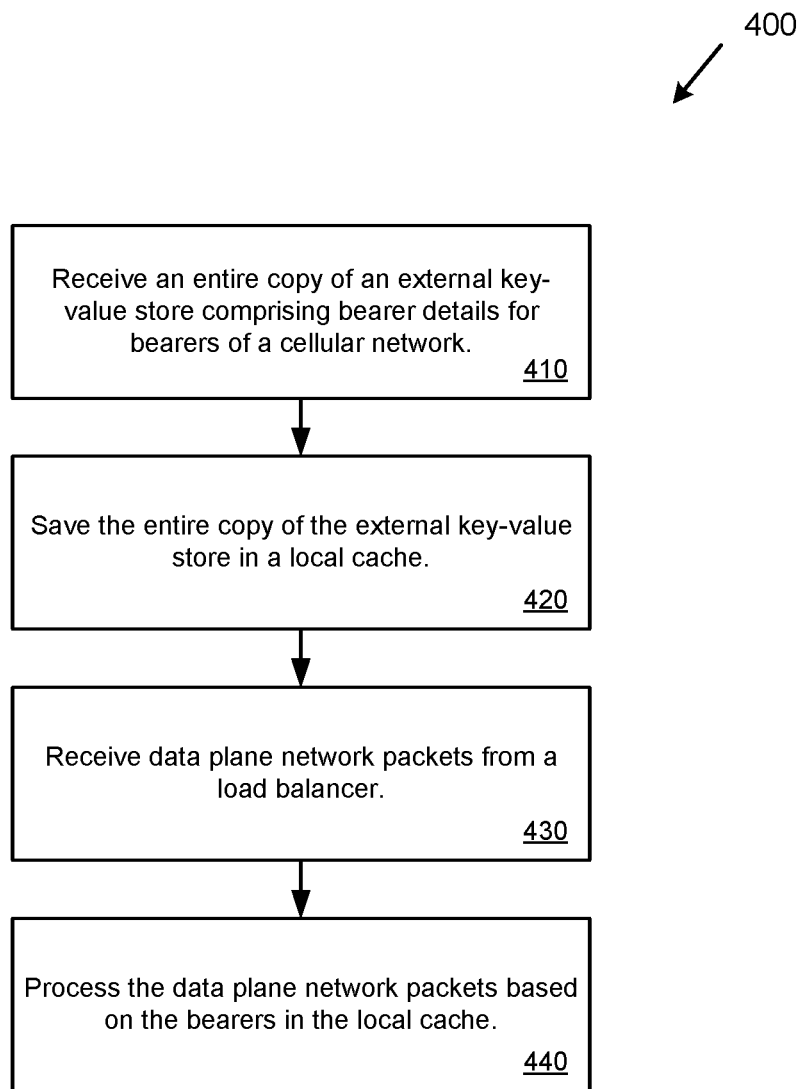 400
Receive an entire copy of an external key-
value store comprising bearer details for
bearers of a cellular network.
410
Save the entire copy of the external key-value
store in a local cache.
420
Receive data plane network packets from a
load balancer.
430
Process the data plane network packets based
on the bearers in the local cache.
440